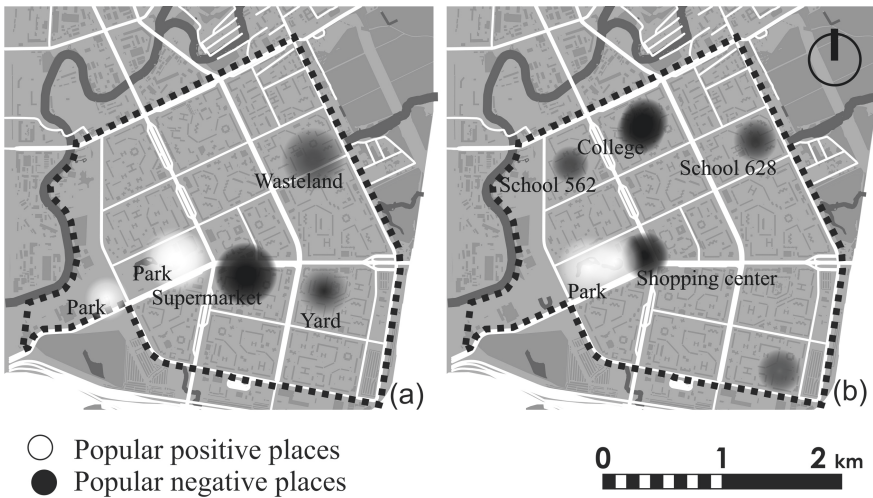 Wasteland
Park
Park
Supermarket
Yard
(a)
College
School 562
School 628
Park
Shopping center
(b)
Popular positive places
Popular negative places
0 1 2 km